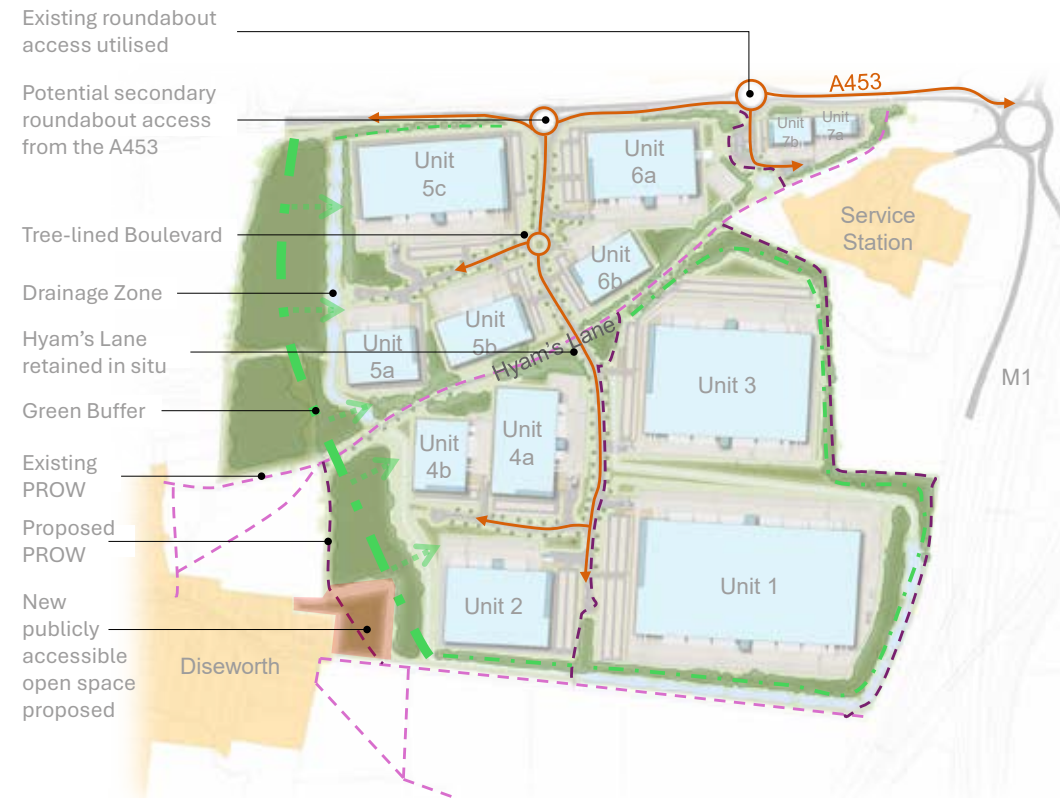 Existing roundabout
access utilised
Potential secondary
roundabout access
from the A453
Tree-lined Boulevard
Drainage Zone
Hyam's Lane
retained in situ
Green Buffer
Existing
PROW
Proposed
PROW
New
publicly
accessible
open space
proposed
A453
Unit
7b
Unit
7a
Unit
5c
Unit
6a
Service
Station
Unit
6b
Unit
5b
Unit
5a
Hyam's Lane
Unit 3
M1
Unit
4b
Unit
4a
Unit 2
Unit 1
Diseworth